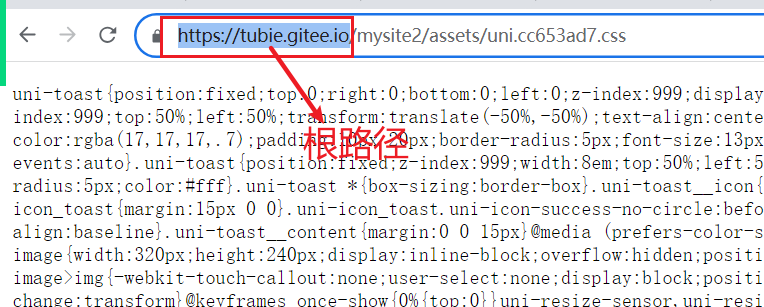 https://tubie.gitee.io/mysite2/assets/uni.cc653ad7.css
uni-toast{position:fixed;top:0;right:0;bottom:0;left:0;z-index:999;display
index:999;top:50%;left:50%;transform:translate(-50%,-50%);text-align:cente
color:rgba(17,17,17,.7);padding:10px 20px;border-radius:5px;font-size:13px
根路径
events:auto}.uni-toast{position:fixed;z-index:999;width:8em;top:50%;left:5
radius:5px;color:#fff}.uni-toast *{box-sizing:border-box}.uni-toast__icon{
icon_toast{margin:15px 0 0}.uni-icon_toast.uni-icon-success-no-circle:befo
align:baseline}.uni-toast__content{margin:0 0 15px}@media (prefers-color-s
image{width:320px;height:240px;display:inline-block;overflow:hidden;positi
image>img{-webkit-touch-callout:none;user-select:none;display:block;positi
change:transform}@keyframes once-show{0%{top:0}}uni-resize-sensor,uni-resi